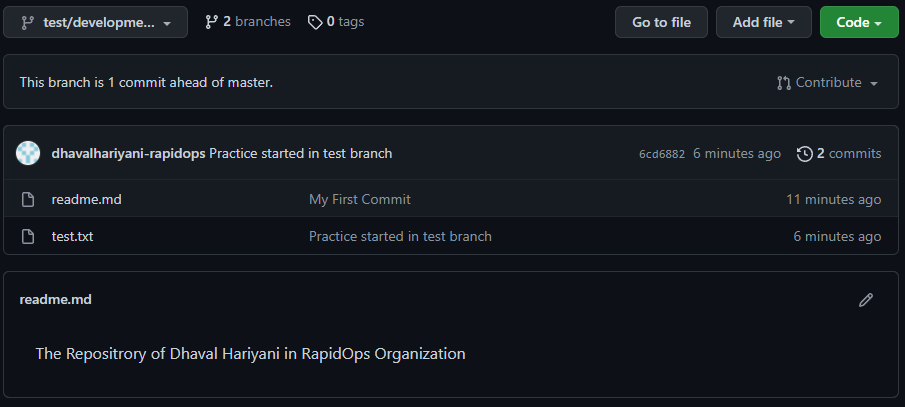 test/developme... 2 branches 0 tags Go to file Add file Code
This branch is 1 commit ahead of master. Contribute
dhavalhariyani-rapidops Practice started in test branch 6cd6882 6 minutes ago 2 commits
readme.md My First Commit 11 minutes ago
test.txt Practice started in test branch 6 minutes ago
readme.md
The Repositrory of Dhaval Hariyani in RapidOps Organization